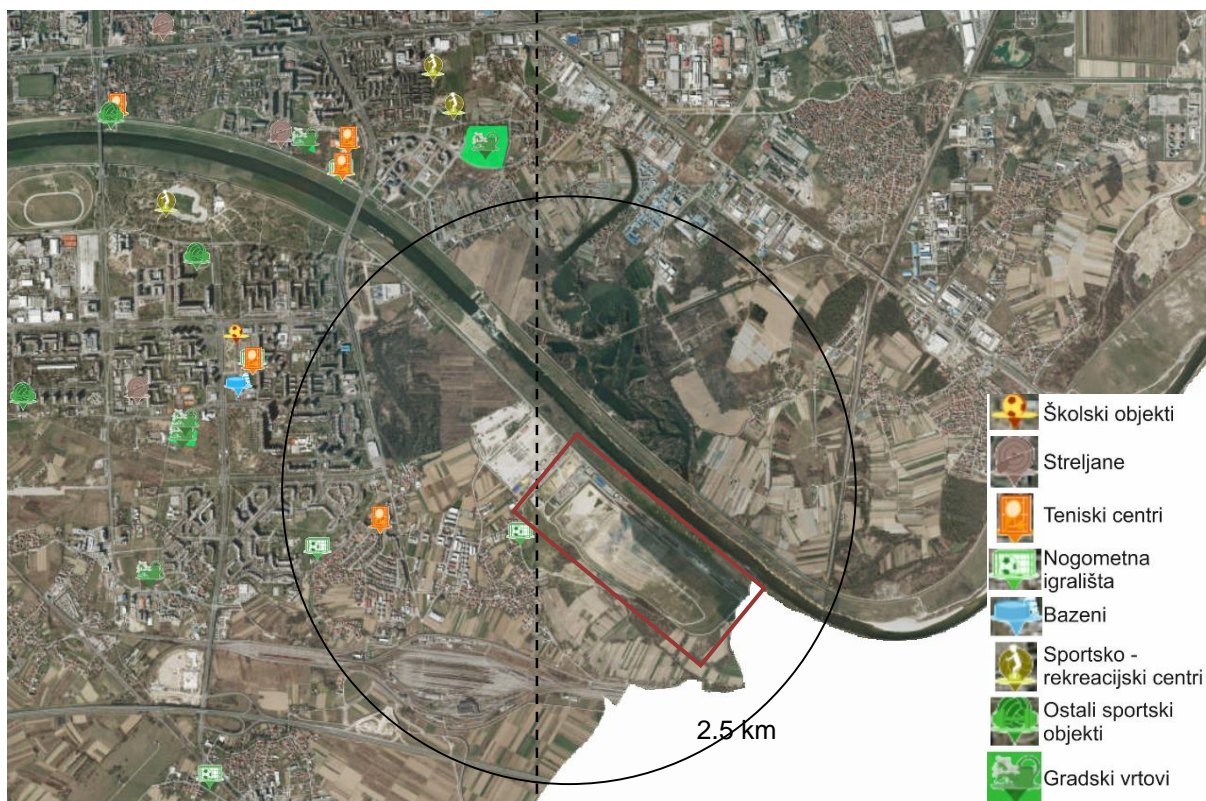 Školski objekti
Streljane
Teniski centri
Nogometna
igrališta
Bazeni
Sportsko -
rekreacijski centri
Ostali sportski
objekti
Gradski vrtovi
2.5 km